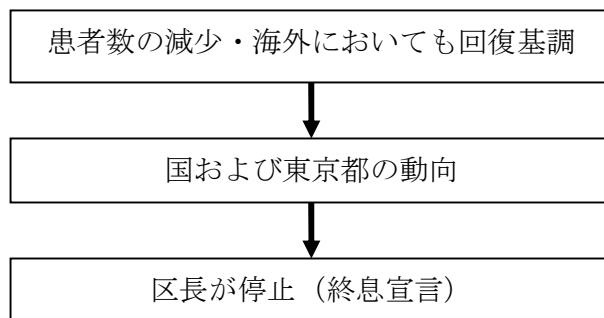 患者数の減少・海外においても回復基調
国および東京都の動向
区長が停止（終息宣言）